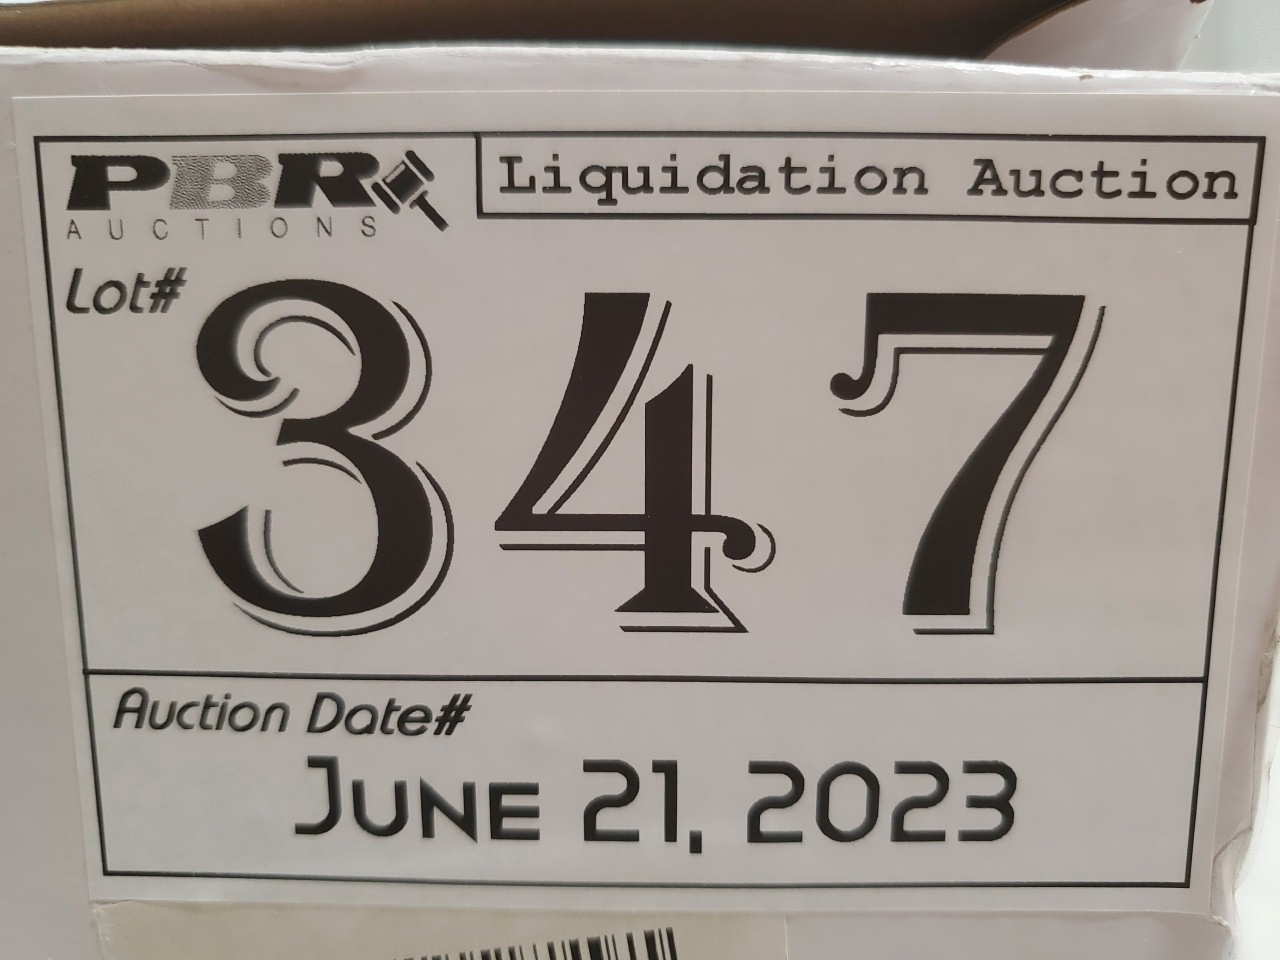 PBR
AUCTIONS
Liquidation Auction
Lot#
347
Auction Date#
June 21, 2023